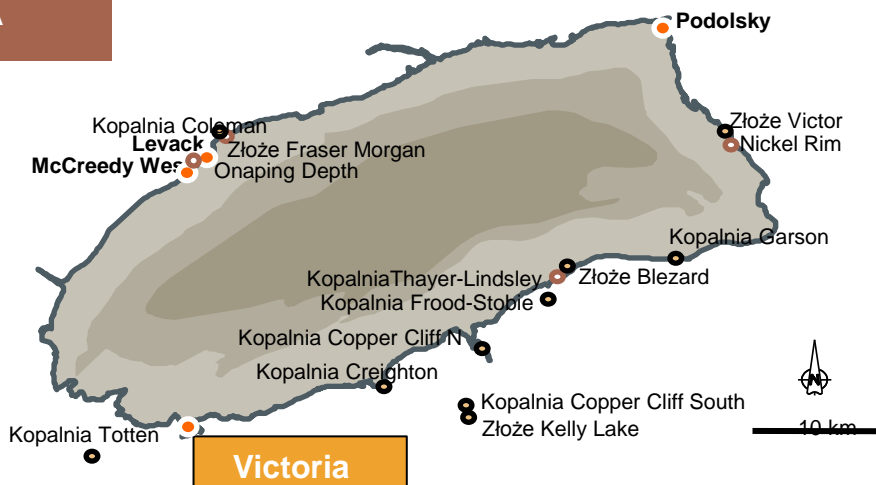 A
Podolsky
Kopalnia Coleman
Złoże Victor
Levack
Nickel Rim
Złoże Fraser Morgan
McCreedy Wes
Onaping Depth
Kopalnia Garson
KopalniaThayer-Lindsley
Złoże Blezard
Kopalnia Frood-Stobie
Kopalnia Copper Cliff N
Kopalnia Creighton
N
Kopalnia Copper Cliff South
10 km
Kopalnia Totten
Złoże Kelly Lake
Victoria